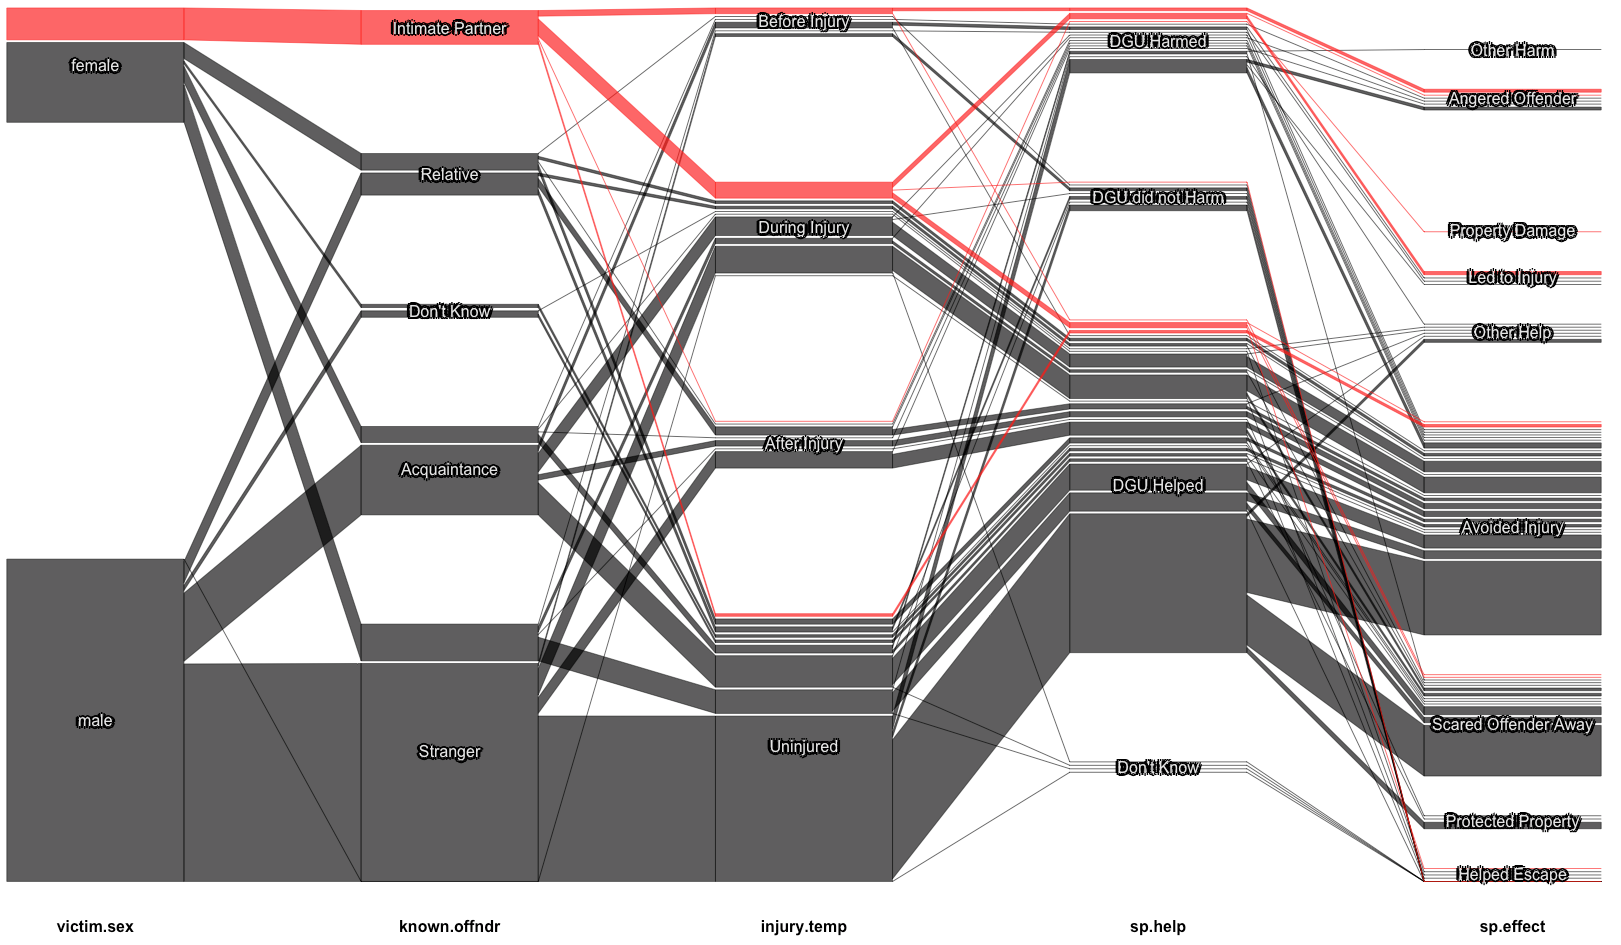 female
male
Intimate Partner
Relative
Don't Know
Acquaintance
Stranger
Before Injury
During Injury
After Injury
Uninjured
DGU Harmed
DGU did not Harm
DGU Helped
Don't Know
Other Harm
Angered Offender
Property Damage
Led to Injury
Other Help
Avoided Injury
Scared Offender Away
Protected Property
Helped Escape
victim.sex
known.offndr
injury.temp
sp.help
sp.effect